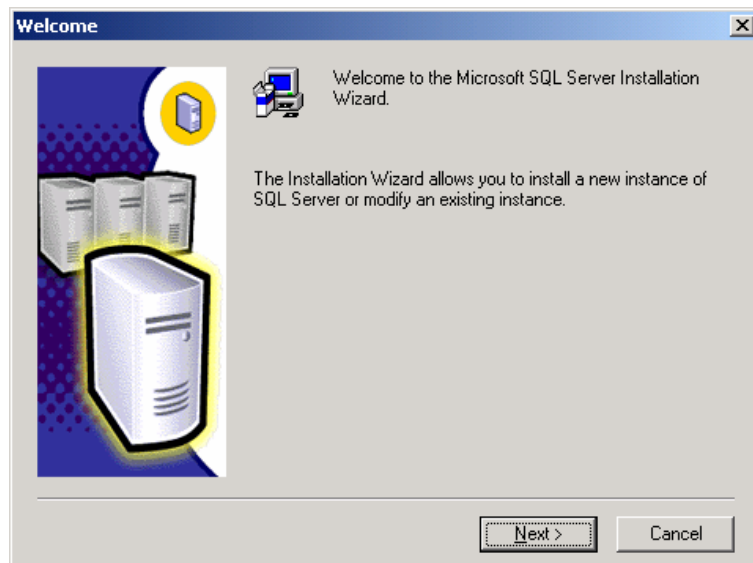 Welcome
Welcome to the Microsoft SQL Server Installation
Wizard.
The Installation Wizard allows you to install a new instance of
SQL Server or modify an existing instance.
Next >
Cancel